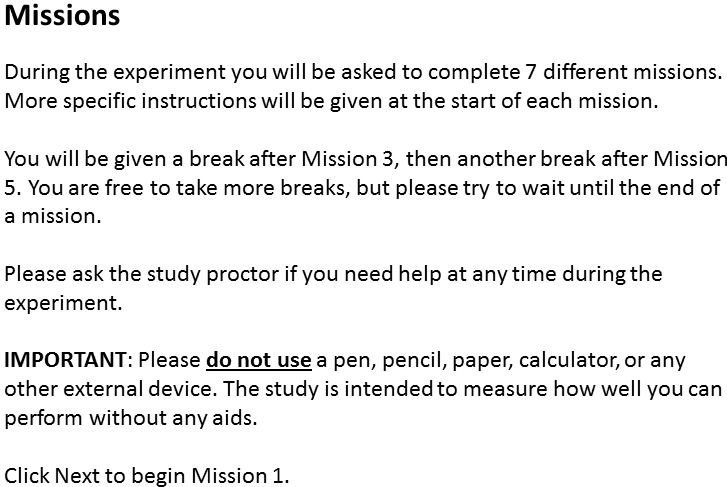 Missions
During the experiment you will be asked to complete 7 different missions.
More specific instructions will be given at the start of each mission.
You will be given a break after Mission 3, then another break after Mission
5. You are free to take more breaks, but please try to wait until the end of
a mission.
Please ask the study proctor if you need help at any time during the
experiment.
IMPORTANT: Please do not use a pen, pencil, paper, calculator, or any
other external device. The study is intended to measure how well you can
perform without any aids.
Click Next to begin Mission 1.